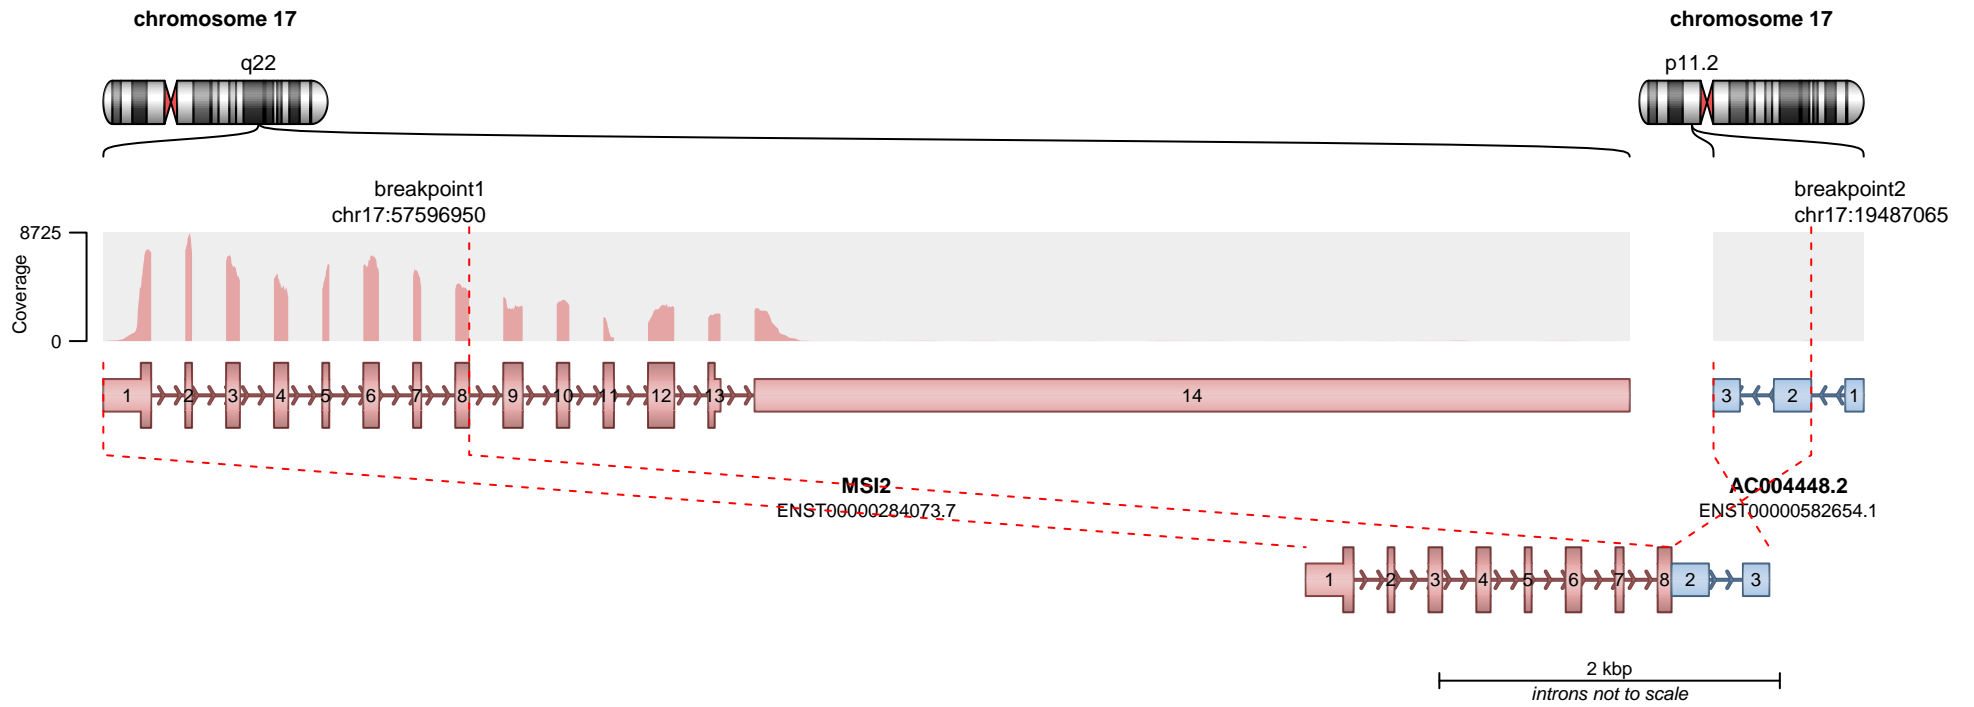 chromosome 17
chromosome 17
q22
p11.2
breakpoint1
chr17:57596950
breakpoint2
chr17:19487065
8725
Coverage
0
1 2 3 4 5 6 7 8 9 10 11 12 13 14
3 2 1
MSI2
ENST00000284073.7
AC004448.2
ENST00000582654.1
1 2 3 4 5 6 7 8 2 3
2 kbp
introns not to scale